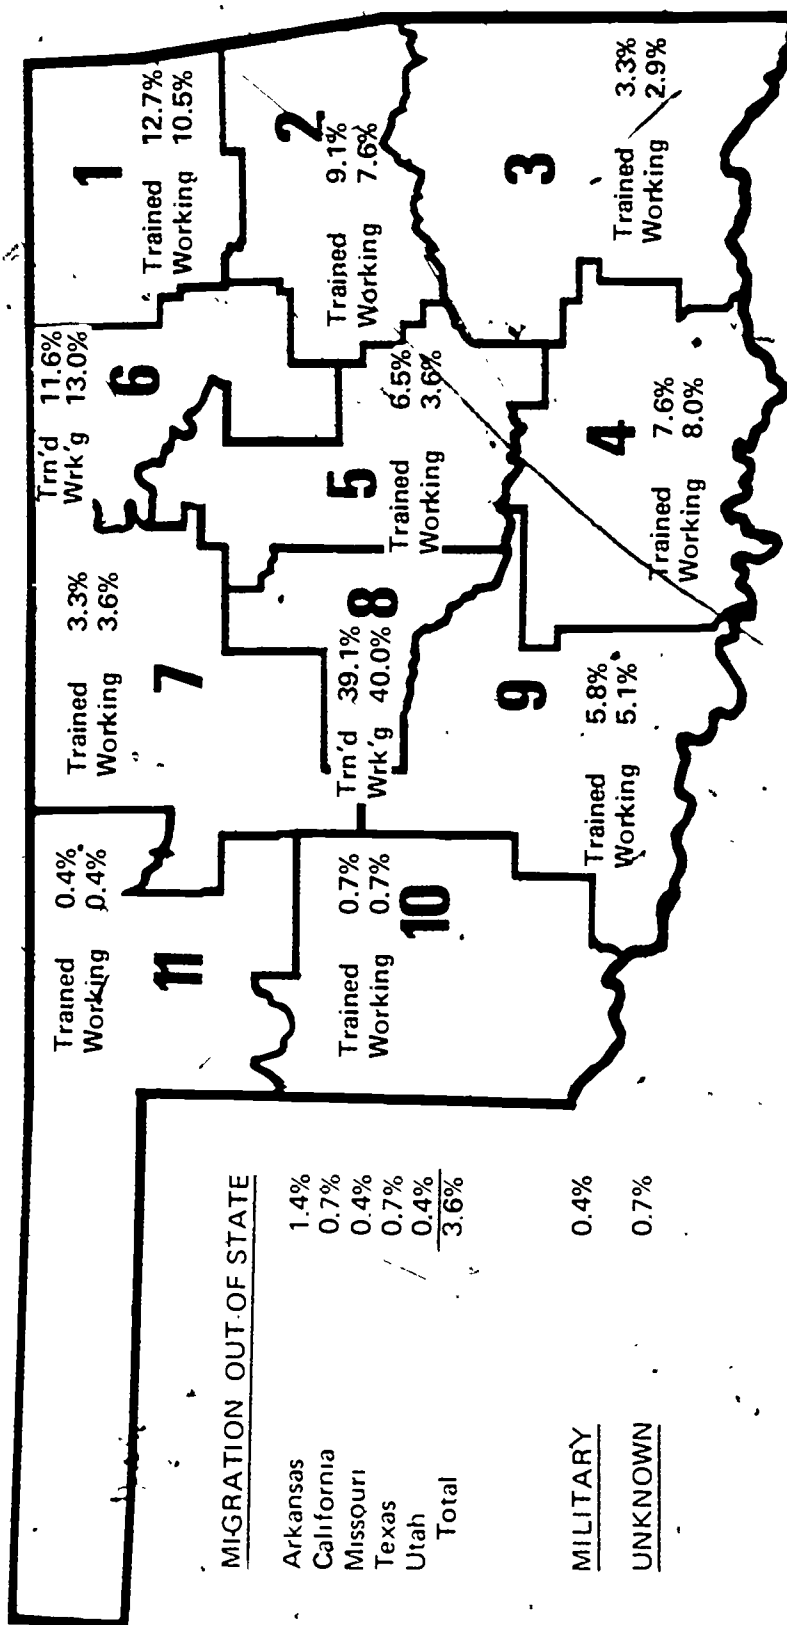 1
Trained 12.7%
Working 10.5%
2
Trained 9.1%
Working 7.6%
3
Trained 3.3%
Working 2.9%
4
Trained 7.6%
Working 8.0%
5
Trained 6.5%
Working 3.6%
6
Trn'd 11.6%
Wrk'g 13.0%
7
Trained 3.3%
Working 3.6%
8
Trn'd 39.1%
Wrk'g 40.0%
9
Trained 5.8%
Working 5.1%
10
Trained 0.7%
Working 0.7%
11
Trained 0.4%
Working 0.4%
MIGRATION OUT OF STATE
Arkansas 1.4%
California 0.7%
Missouri 0.4%
Texas 0.7%
Utah 0.4%
Total 3.6%
MILITARY 0.4%
UNKNOWN 0.7%